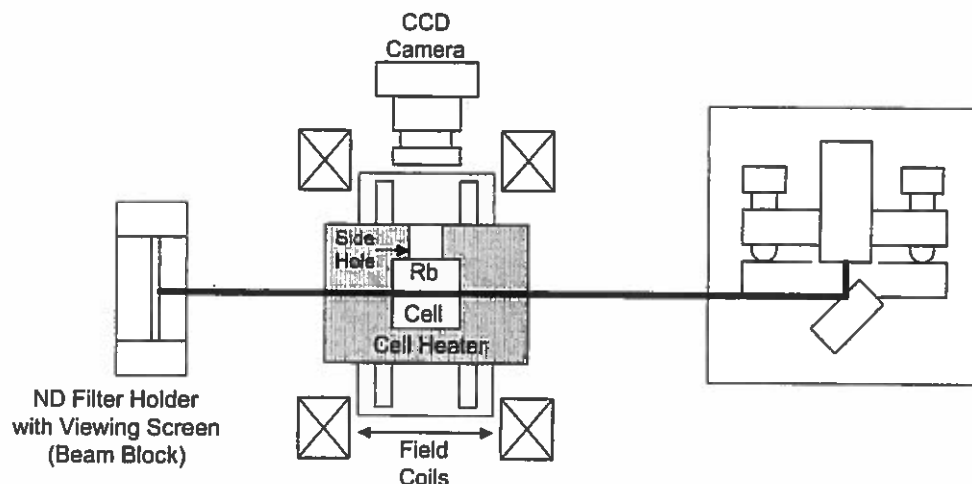 CCD
Camera
Side
Hole
Rb
Cell
Cell Heater
ND Filter Holder
with Viewing Screen
(Beam Block)
Field
Coils